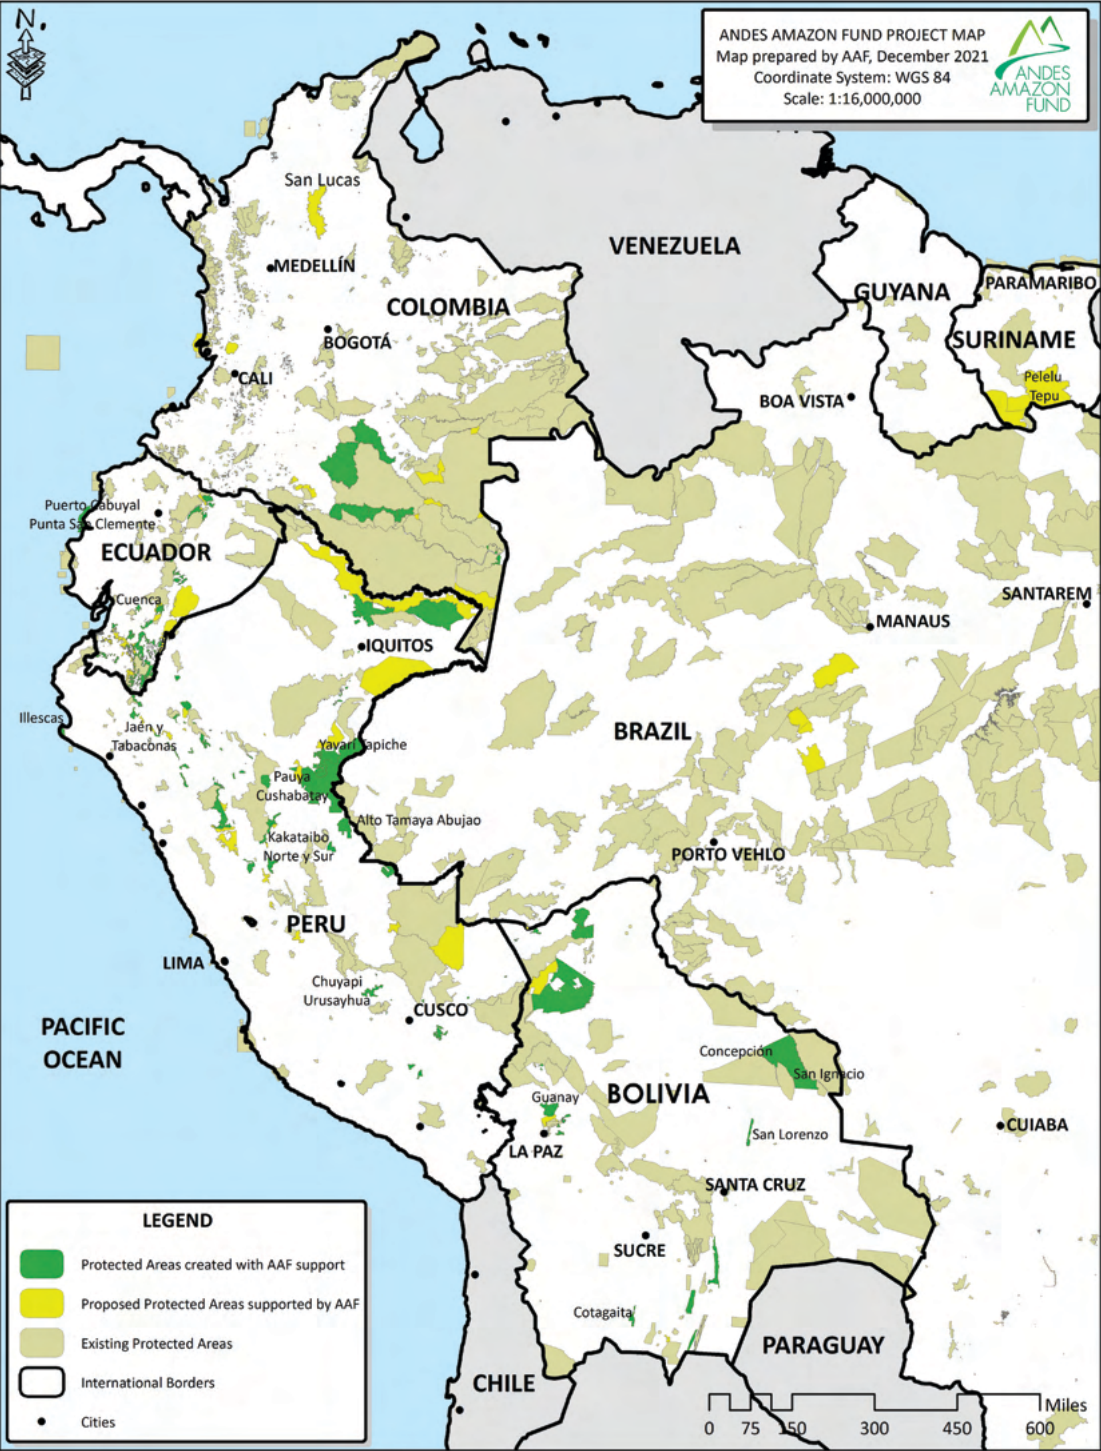 N
ANDES AMAZON FUND PROJECT MAP
Map prepared by AAF, December 2021
Coordinate System: WGS 84
Scale: 1:16,000,000
ANDES
AMAZON
FUND
San Lucas
VENEZUELA
MEDELLÍN
COLOMBIA
GUYANA
PARAMARIBO
BOGOTÁ
SURINAME
CALI
Pelelu
Tepu
BOA VISTA
Puerto Cabuyal
Punta San Clemente
ECUADOR
Cuenca
SANTAREM
MANAUS
IQUITOS
Illescas
Jaén y
Tabaconas
BRAZIL
Yavarí Tapiche
Pauya
Cushabatay
Alto Tamaya Abujao
Kakataibo
Norte y Sur
PORTO VEHLO
PERU
LIMA
Chuyapi
Urusayhua
CUSCO
PACIFIC
OCEAN
Concepción
San Ignacio
Guanay
BOLIVIA
CUIABA
San Lorenzo
LA PAZ
SANTA CRUZ
SUCRE
Cotagaita
PARAGUAY
CHILE
LEGEND
Protected Areas created with AAF support
Proposed Protected Areas supported by AAF
Existing Protected Areas
International Borders
Cities
Miles
0 75 150 300 450 600